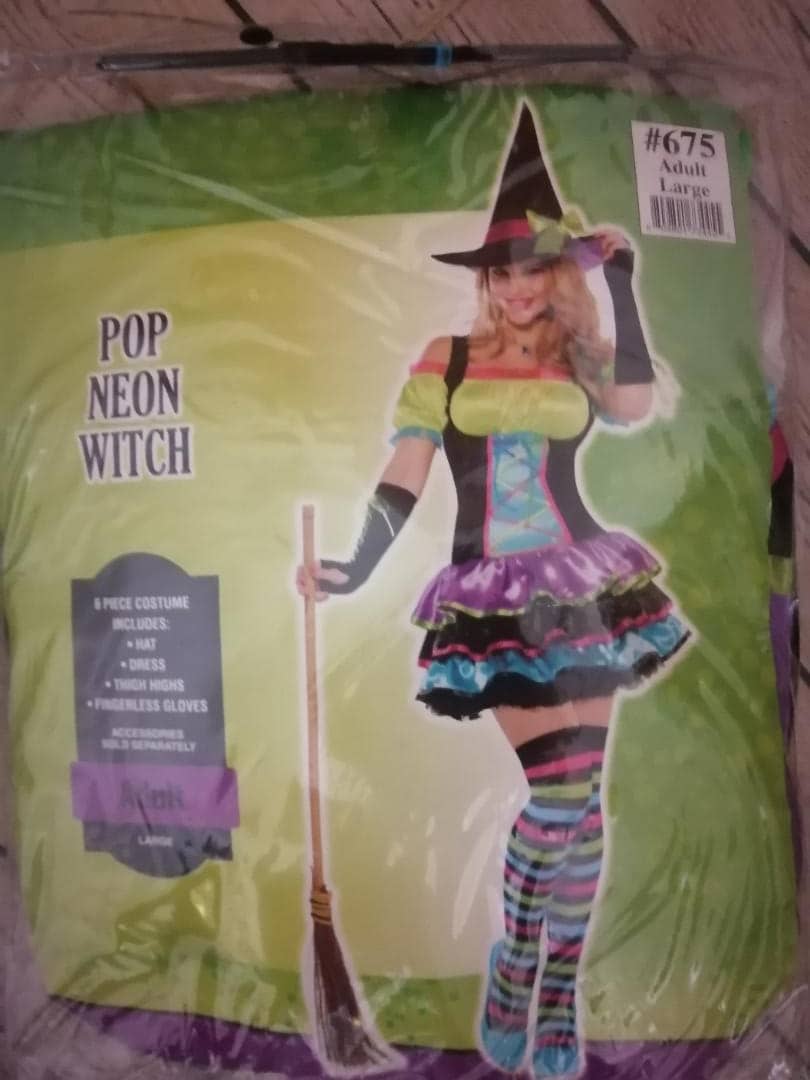 #675
Adult
Large
POP
NEON
WITCH
6 PIECE COSTUME
INCLUDES:
• HAT
• DRESS
• THIGH HIGHS
• FINGERLESS GLOVES
ACCESSORIES
SOLD SEPARATELY
Adult
LARGE